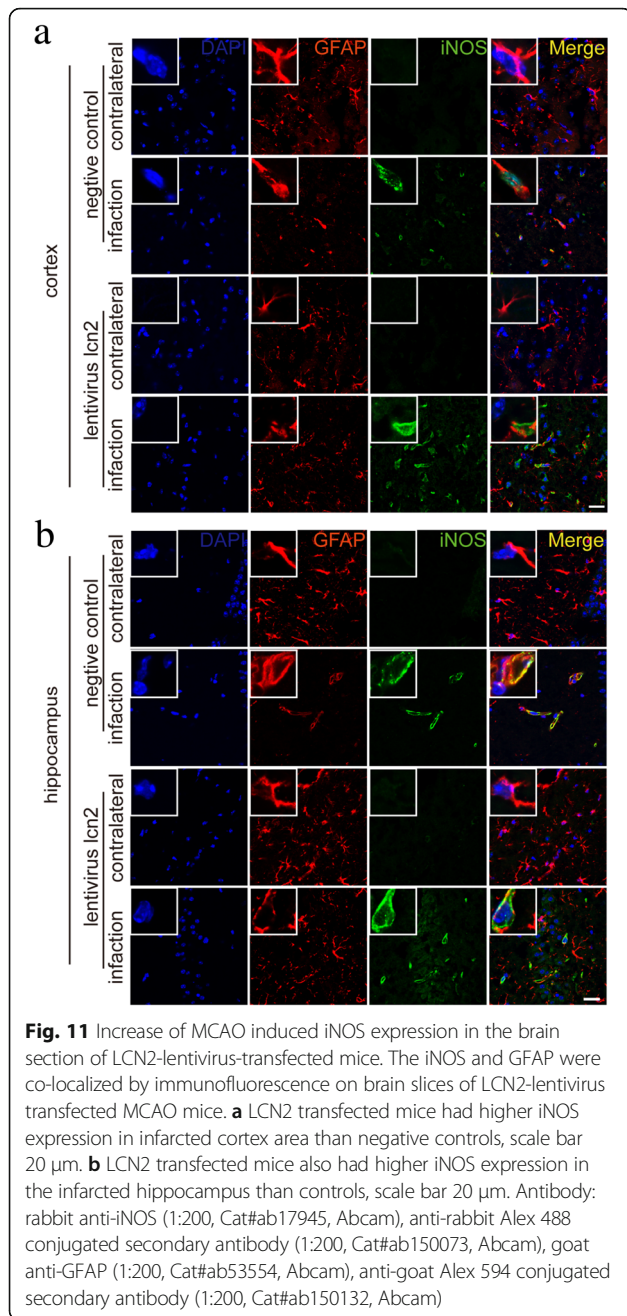 a
DAPI GFAP iNOS Merge
cortex
negtive control
contralateral
infaction
lentivirus lcn2
contralateral
infaction
b
DAPI GFAP iNOS Merge
hippocampus
negtive control
contralateral
infaction
lentivirus lcn2
contralateral
infaction
Fig. 11 Increase of MCAO induced iNOS expression in the brain
section of LCN2-lentivirus-transfected mice. The iNOS and GFAP were
co-localized by immunofluorescence on brain slices of LCN2-lentivirus
transfected MCAO mice. a LCN2 transfected mice had higher iNOS
expression in infarcted cortex area than negative controls, scale bar
20 μm. b LCN2 transfected mice also had higher iNOS expression in
the infarcted hippocampus than controls, scale bar 20 μm. Antibody:
rabbit anti-iNOS (1:200, Cat#ab17945, Abcam), anti-rabbit Alex 488
conjugated secondary antibody (1:200, Cat#ab150073, Abcam), goat
anti-GFAP (1:200, Cat#ab53554, Abcam), anti-goat Alex 594 conjugated
secondary antibody (1:200, Cat#ab150132, Abcam)